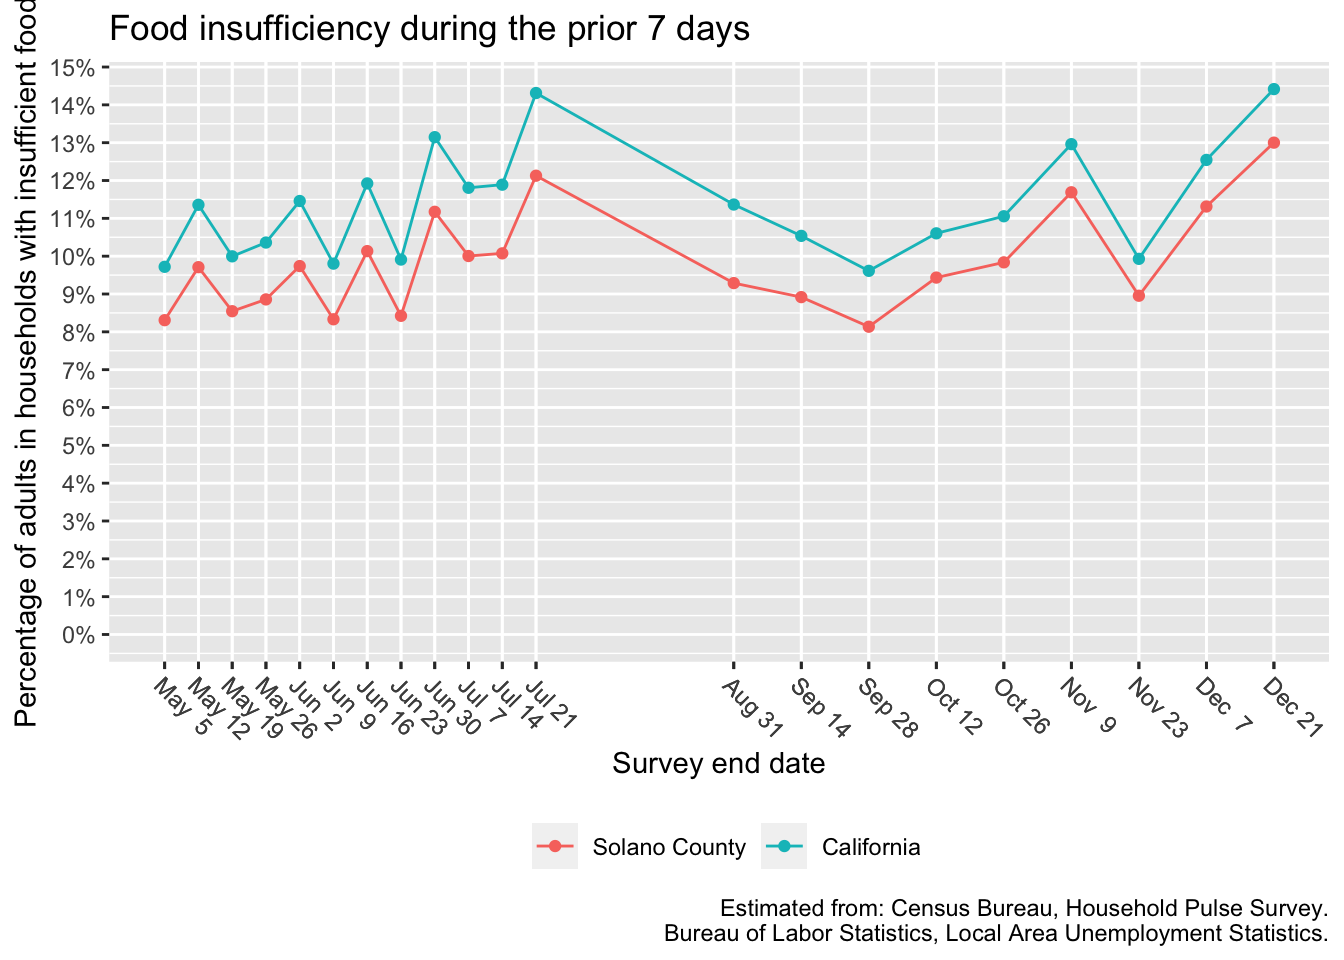 Food insufficiency during the prior 7 days
Percentage of adults in households with insufficient food
15%
14%
13%
12%
11%
10%
9%
8%
7%
6%
5%
4%
3%
2%
1%
0%
May 5
May 12
May 19
May 26
Jun 2
Jun 9
Jun 16
Jun 23
Jun 30
Jul 7
Jul 14
Jul 21
Aug 31
Sep 14
Sep 28
Oct 12
Oct 26
Nov 9
Nov 23
Dec 7
Dec 21
Survey end date
Solano County
California
Estimated from: Census Bureau, Household Pulse Survey.
Bureau of Labor Statistics, Local Area Unemployment Statistics.